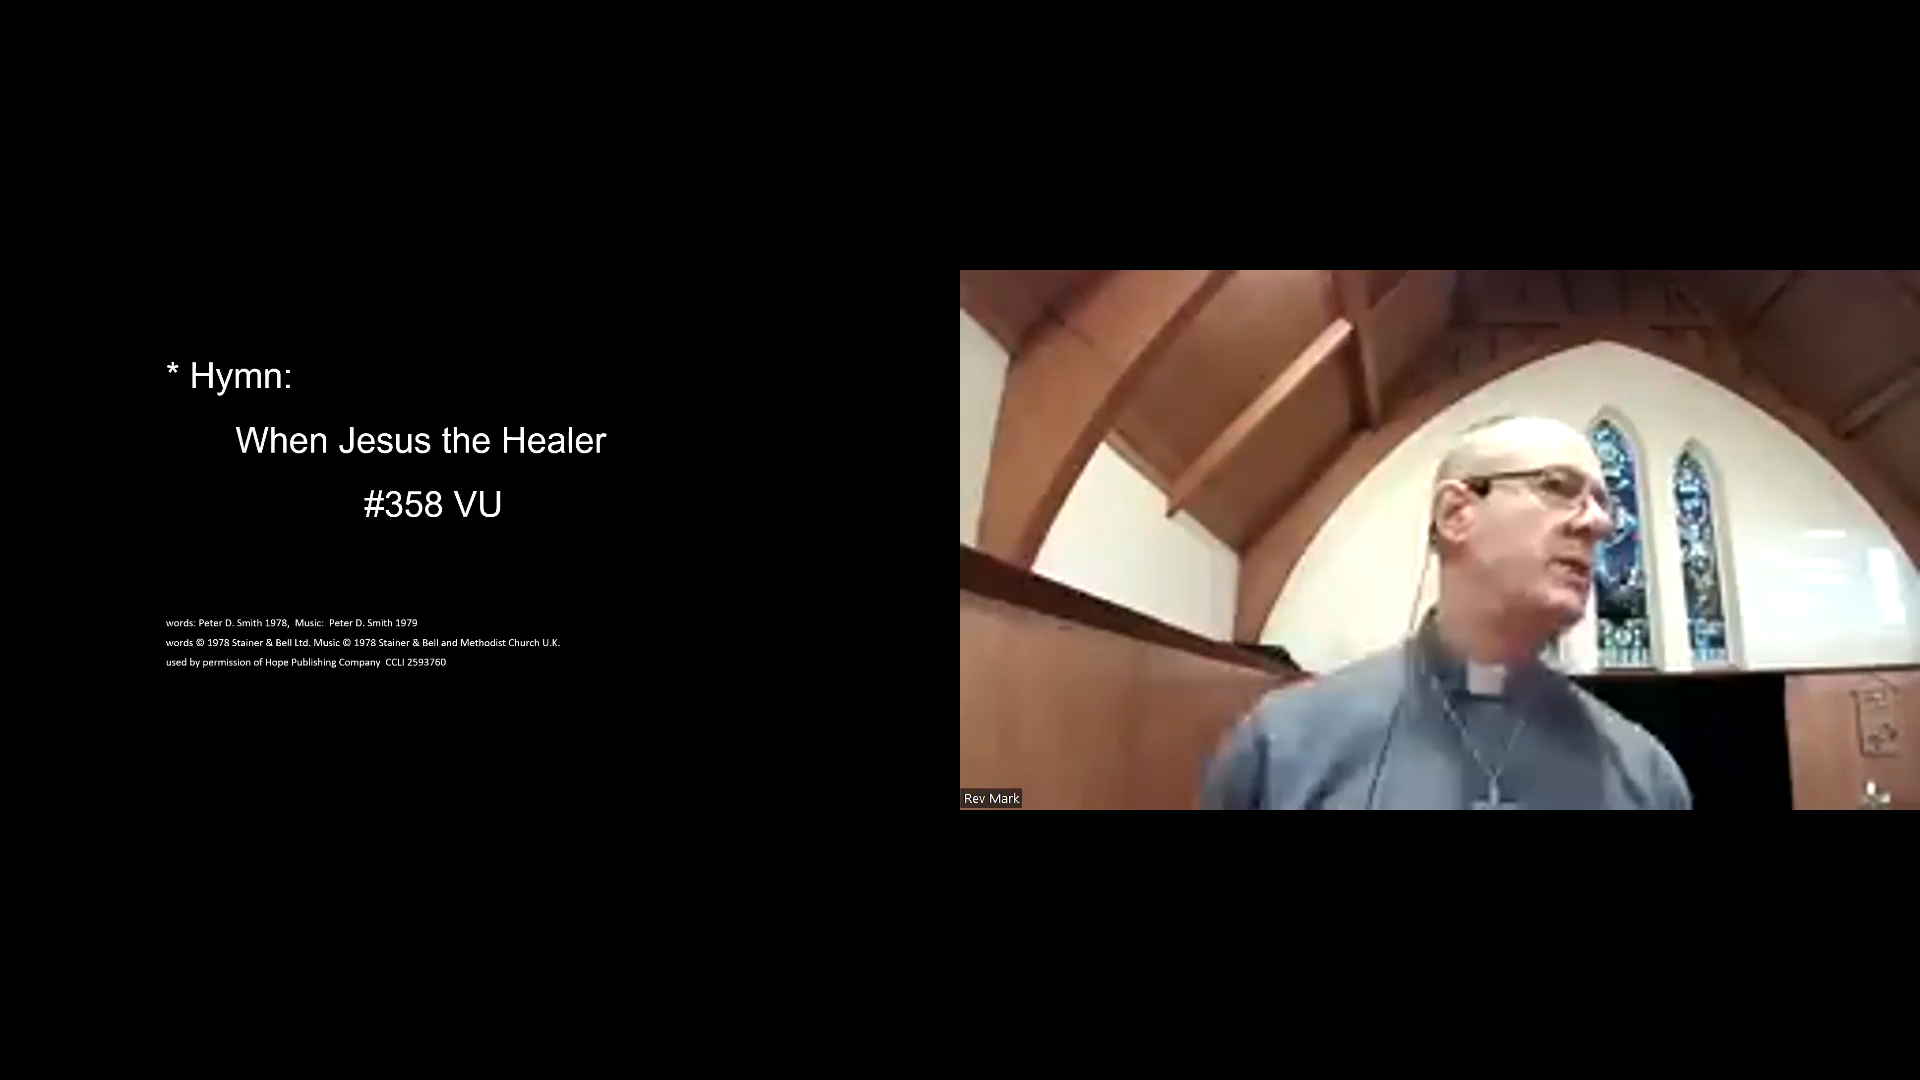 * Hymn:
When Jesus the Healer
#358 VU
words: Peter D. Smith 1978,  Music:  Peter D. Smith 1979
words © 1978 Stainer & Bell Ltd. Music © 1978 Stainer & Bell and Methodist Church U.K.
used by permission of Hope Publishing Company  CCLI 2593760
Rev Mark